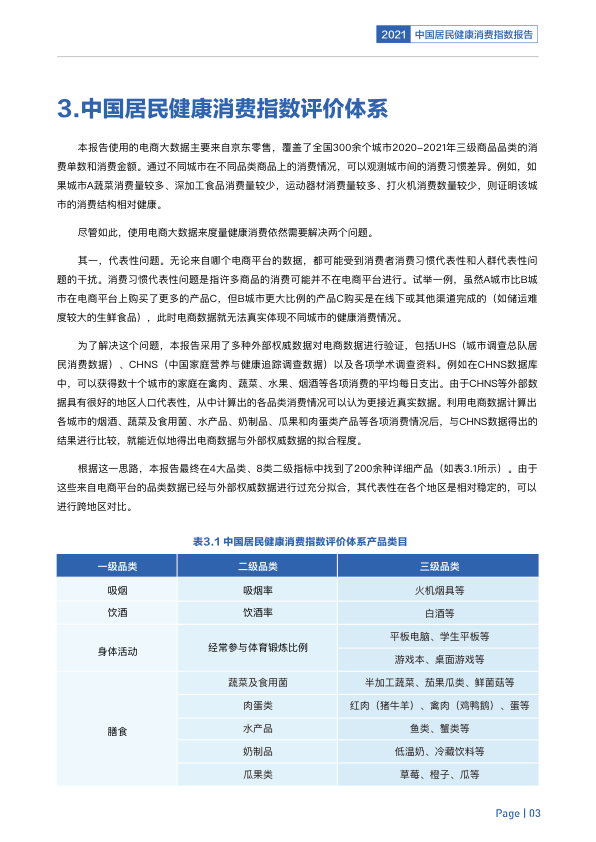 2021 中国居民健康消费指数报告
3.中国居民健康消费指数评价体系
本报告使用的电商大数据主要来自京东零售，覆盖了全国300余个城市2020-2021年三级商品品类的消
费单数和消费金额。通过不同城市在不同品类商品上的消费情况，可以观测城市间的消费习惯差异。例如，如
果城市A蔬菜消费量较多、深加工食品消费量较少，运动器材消费量较多、打火机消费数量较少，则证明该城
市的消费结构相对健康。
尽管如此，使用电商大数据来度量健康消费依然需要解决两个问题。
其一，代表性问题。无论来自哪个电商平台的数据，都可能受到消费者消费习惯代表性和人群代表性问
题的干扰。消费习惯代表性问题是指许多商品的消费可能并不在电商平台进行。试举一例，虽然A城市比B城
市在电商平台上购买了更多的产品C，但B城市更大比例的产品C购买是在线下或其他渠道完成的（如储运难
度较大的生鲜食品），此时电商数据就无法真实体现不同城市的健康消费情况。
为了解决这个问题，本报告采用了多种外部权威数据对电商数据进行验证，包括UHS（城市调查总队居
民消费数据）、CHNS（中国家庭营养与健康追踪调查数据）以及各项学术调查资料。例如在CHNS数据库
中，可以获得数十个城市的家庭在禽肉、蔬菜、水果、烟酒等各项消费的平均每日支出。由于CHNS等外部数
据具有很好的地区人口代表性，从中计算出的各品类消费情况可以认为更接近真实数据。利用电商数据计算出
各城市的烟酒、蔬菜及食用菌、水产品、奶制品、瓜果和肉蛋类产品等各项消费情况后，与CHNS数据得出的
结果进行比较，就能近似地得出电商数据与外部权威数据的拟合程度。
根据这一思路，本报告最终在4大品类、8类二级指标中找到了200余种详细产品（如表3.1所示）。由于
这些来自电商平台的品类数据已经与外部权威数据进行过充分拟合，其代表性在各个地区是相对稳定的，可以
进行跨地区对比。
表3.1 中国居民健康消费指数评价体系产品类目
一级品类 二级品类 三级品类
吸烟 吸烟率 火机烟具等
饮酒 饮酒率 白酒等
身体活动 经常参与体育锻炼比例 平板电脑、学生平板等
游戏本、桌面游戏等
膳食 蔬菜及食用菌 半加工蔬菜、茄果瓜类、鲜菌菇等
肉蛋类 红肉（猪牛羊）、禽肉（鸡鸭鹅）、蛋等
水产品 鱼类、蟹类等
奶制品 低温奶、冷藏饮料等
瓜果类 草莓、橙子、瓜等
Page | 03